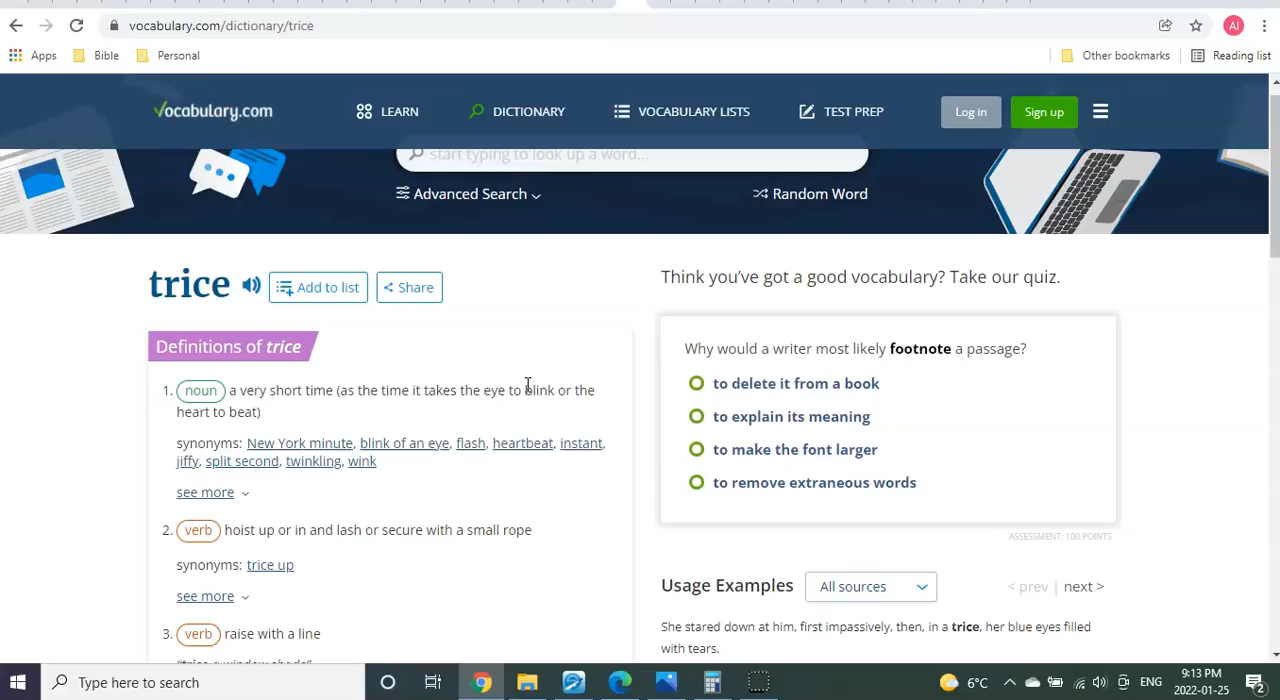 vocabulary.com/dictionary/trice
Al
Apps
Bible
Personal
Other bookmarks
Reading list
Vocabulary.com
LEARN
DICTIONARY
VOCABULARY LISTS
TEST PREP
Log in
Sign up
start typing to look up a word...
Advanced Search
Random Word
trice
Add to list
Share
Definitions of trice
1. noun a very short time (as the time it takes the eye to blink or the
heart to beat)
synonyms: New York minute, blink of an eye, flash, heartbeat, instant,
jiffy, split second, twinkling, wink
see more
2. verb hoist up or in and lash or secure with a small rope
synonyms: trice up
see more
3. verb raise with a line
“trice a window shade”
Think you’ve got a good vocabulary? Take our quiz.
Why would a writer most likely footnote a passage?
to delete it from a book
to explain its meaning
to make the font larger
to remove extraneous words
ASSESSMENT: 100 POINTS
Usage Examples
All sources
< prev | next >
She stared down at him, first impassively, then, in a trice, her blue eyes filled
with tears.
Type here to search
6°C
ENG
9:13 PM
2022-01-25
2